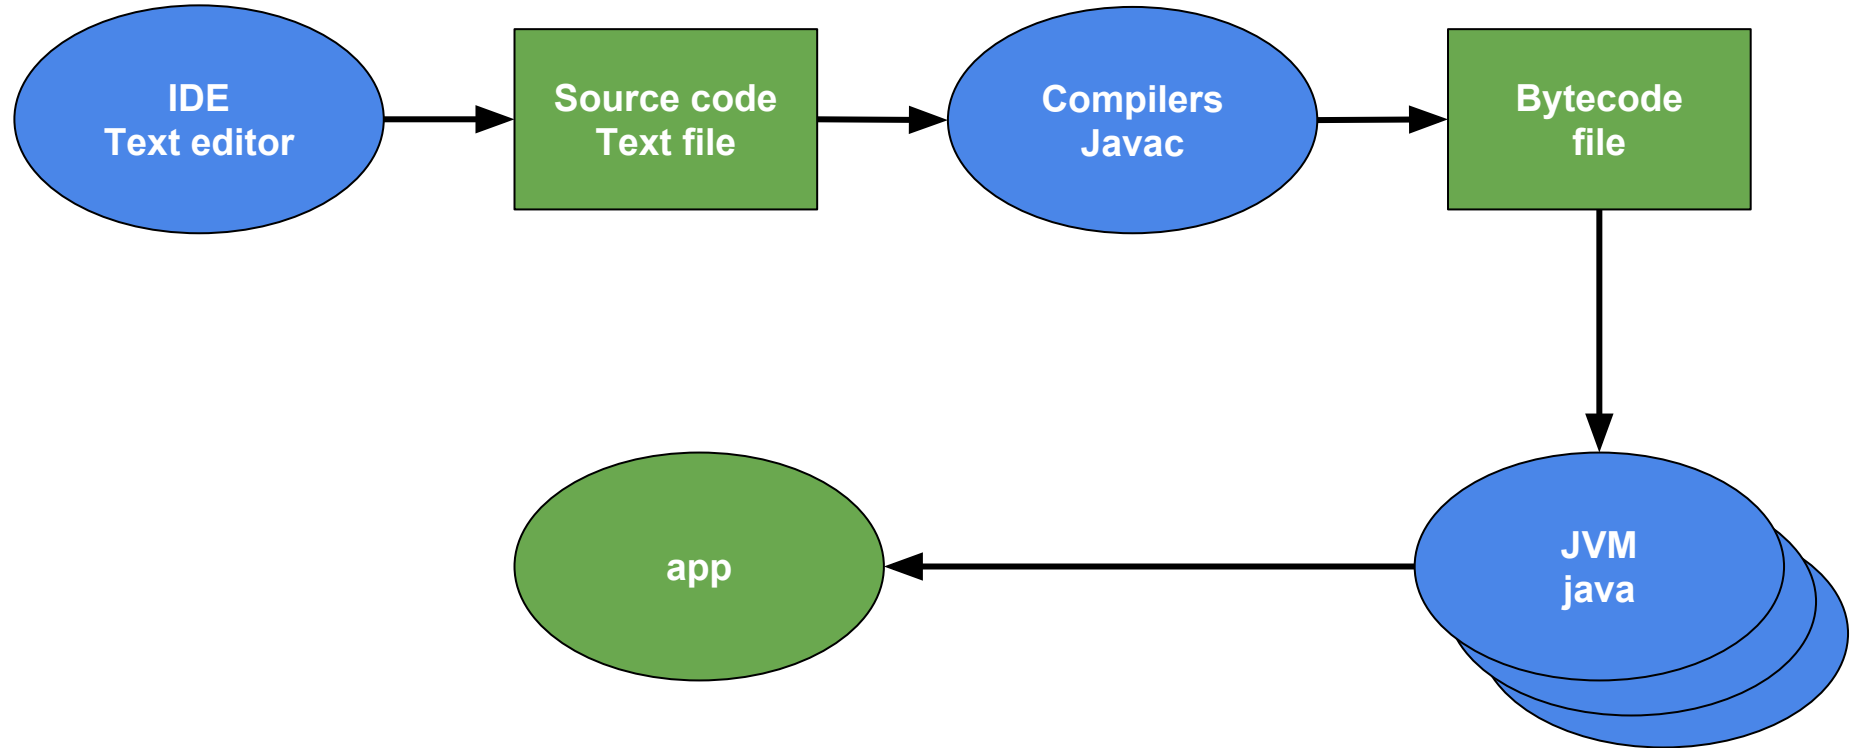 IDE
Text editor
Source code
Text file
Compilers
Javac
Bytecode
file
JVM
java
app